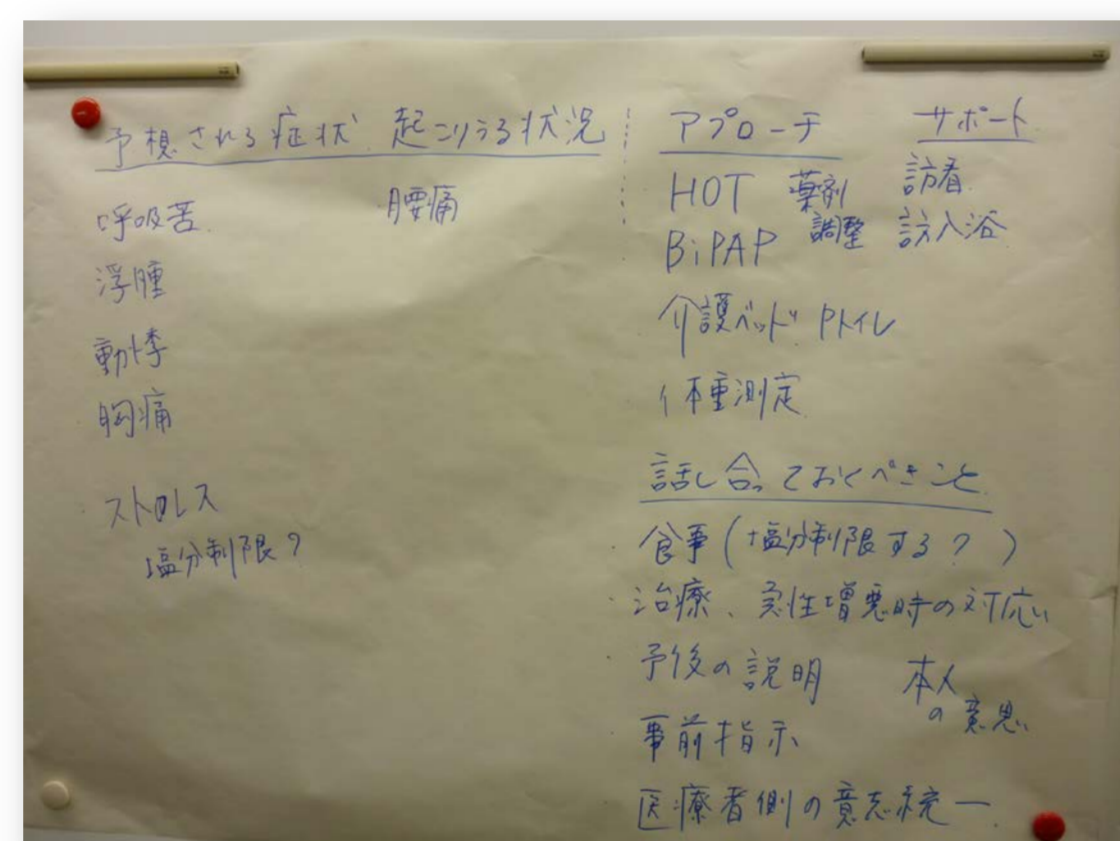 予想される症状、起こりうる状況
呼吸苦
腰痛
浮腫
動悸
胸痛
ストレス
塩分制限?
アプローチ
サポート
HOT 薬剤調整
訪看
BiPAP
訪入浴
介護ベッド Pトイレ
体重測定
話し合っておくべきこと
・食事(塩分制限する?)
・治療、急性増悪時の対応
・予後の説明 本人の意思
・事前指示
医療者側の意志統一